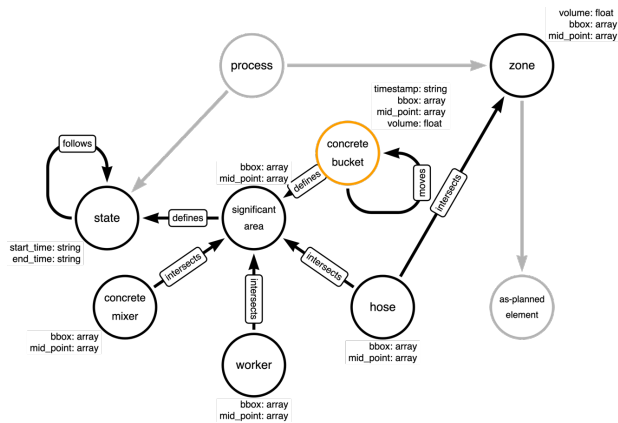 volume: float
bbox: array
mid_point: array
process
zone
timestamp: string
bbox: array
mid_point: array
volume: float
concrete
bucket
follows
bbox: array
mid_point: array
defines
moves
intersects
state
defines
significant
area
start_time: string
end_time: string
intersects
intersects
intersects
concrete
mixer
hose
as-planned
element
bbox: array
mid_point: array
bbox: array
mid_point: array
worker
bbox: array
mid_point: array